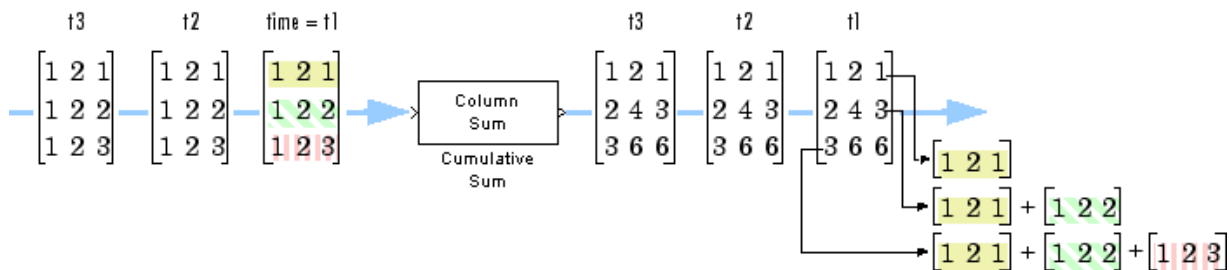 t3 t2 time = t1 t3 t2 t1
1 2 1 1 2 1 1 2 1 1 2 1 1 2 1 1 2 1
1 2 2 1 2 2 1 2 2 Column 2 4 3 2 4 3 2 4 3
Sum
1 2 3 1 2 3 1 2 3 3 6 6 3 6 6 3 6 6
Cumulative
Sum
[1 2 1]
[1 2 1] + [1 2 2]
[1 2 1] + [1 2 2] + [1 2 3]